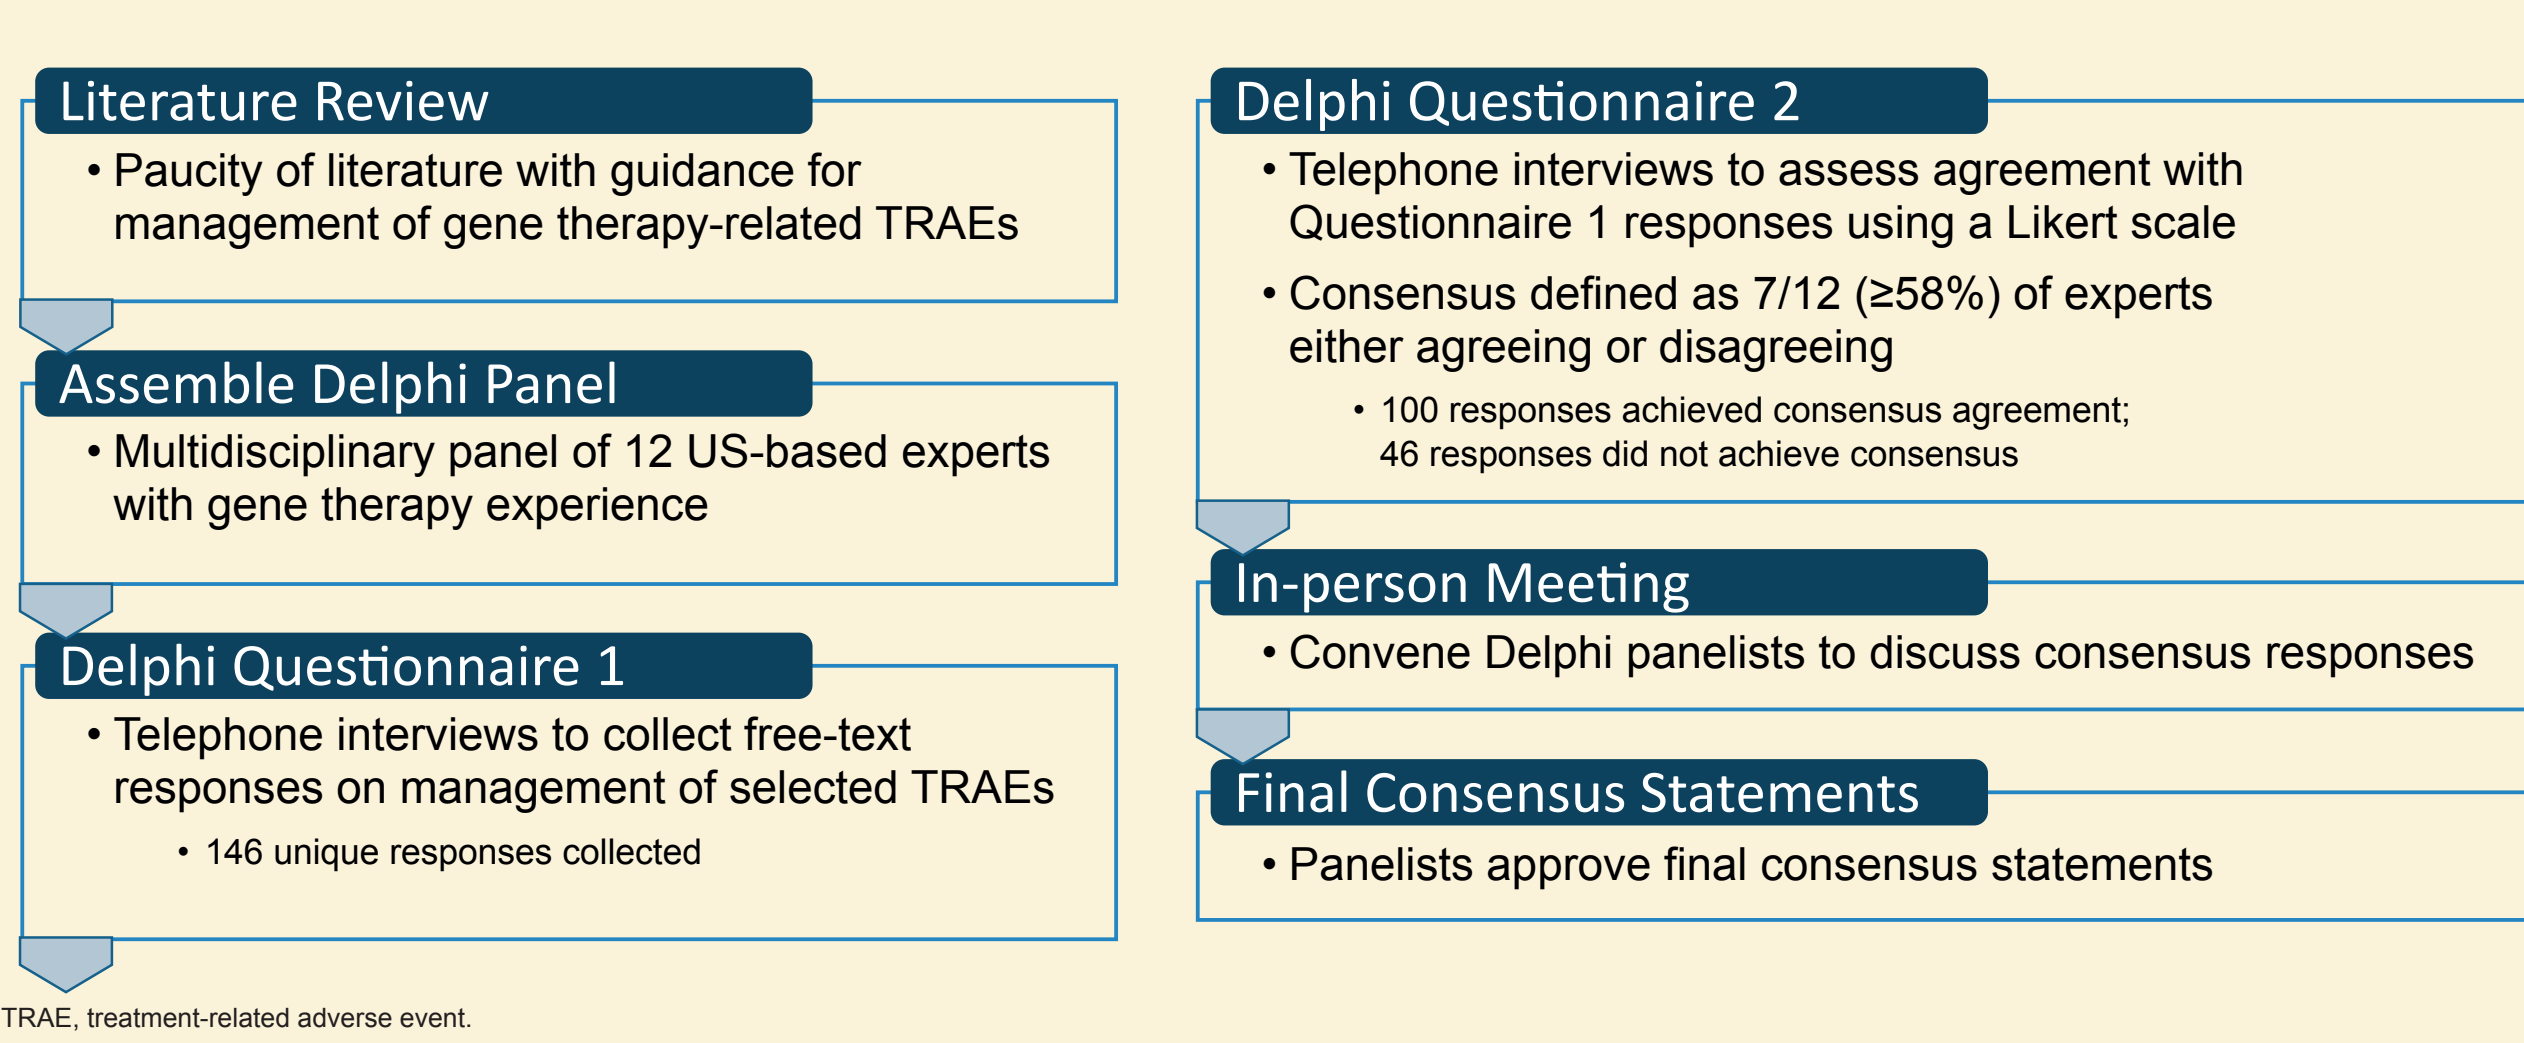 Literature Review
• Paucity of literature with guidance for
management of gene therapy-related TRAEs
Assemble Delphi Panel
• Multidisciplinary panel of 12 US-based experts
with gene therapy experience
Delphi Questionnaire 1
• Telephone interviews to collect free-text
responses on management of selected TRAEs
• 146 unique responses collected
Delphi Questionnaire 2
• Telephone interviews to assess agreement with
Questionnaire 1 responses using a Likert scale
• Consensus defined as 7/12 (≥58%) of experts
either agreeing or disagreeing
• 100 responses achieved consensus agreement;
46 responses did not achieve consensus
In-person Meeting
• Convene Delphi panelists to discuss consensus responses
Final Consensus Statements
• Panelists approve final consensus statements
TRAE, treatment-related adverse event.